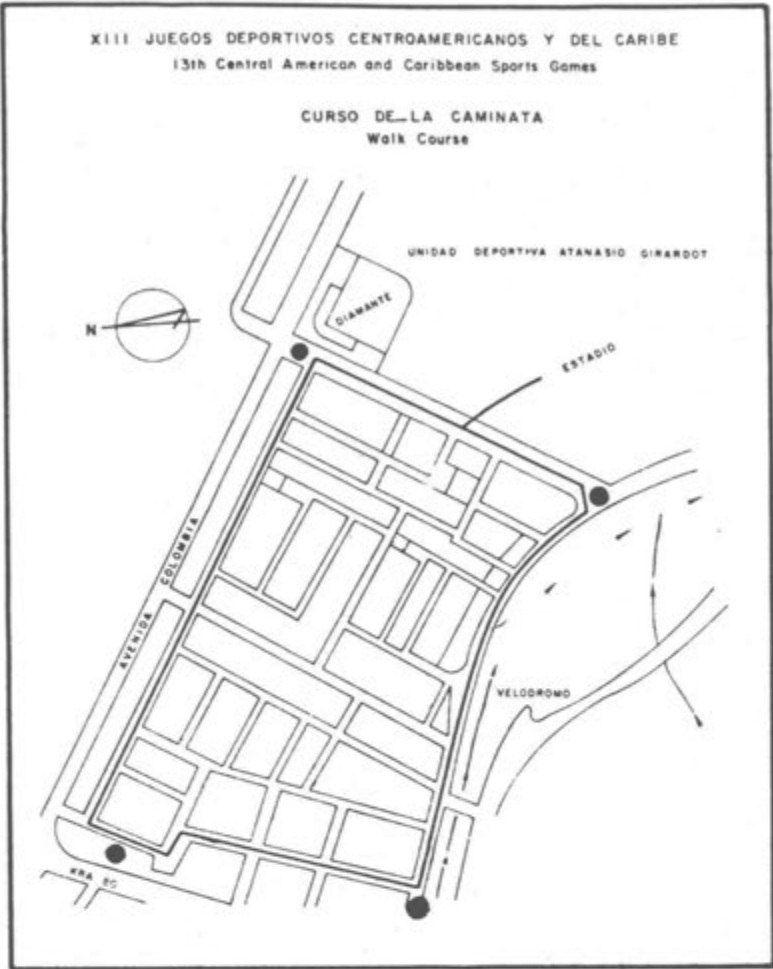 XIII JUEGOS DEPORTIVOS CENTROAMERICANOS Y DEL CARIBE
13th Central American and Caribbean Sports Games
CURSO DE LA CAMINATA
Walk Course
UNIDAD DEPORTIVA ATANASIO GIRARDOT
DIAMANTE
N
ESTADIO
AVENIDA COLOMBIA
VELODROMO
KRA